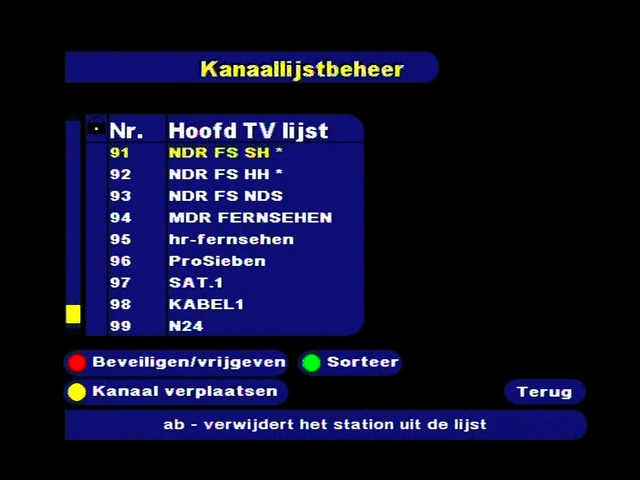 Kanaallijstbeheer
Nr. Hoofd TV lijst
91 NDR FS SH *
92 NDR FS HH *
93 NDR FS NDS
94 MDR FERNSEHEN
95 hr-fernsehen
96 ProSieben
97 SAT.1
98 KABEL1
99 N24
Beveiligen/vrijgeven Sorteer
Kanaal verplaatsen Terug
ab - verwijdert het station uit de lijst